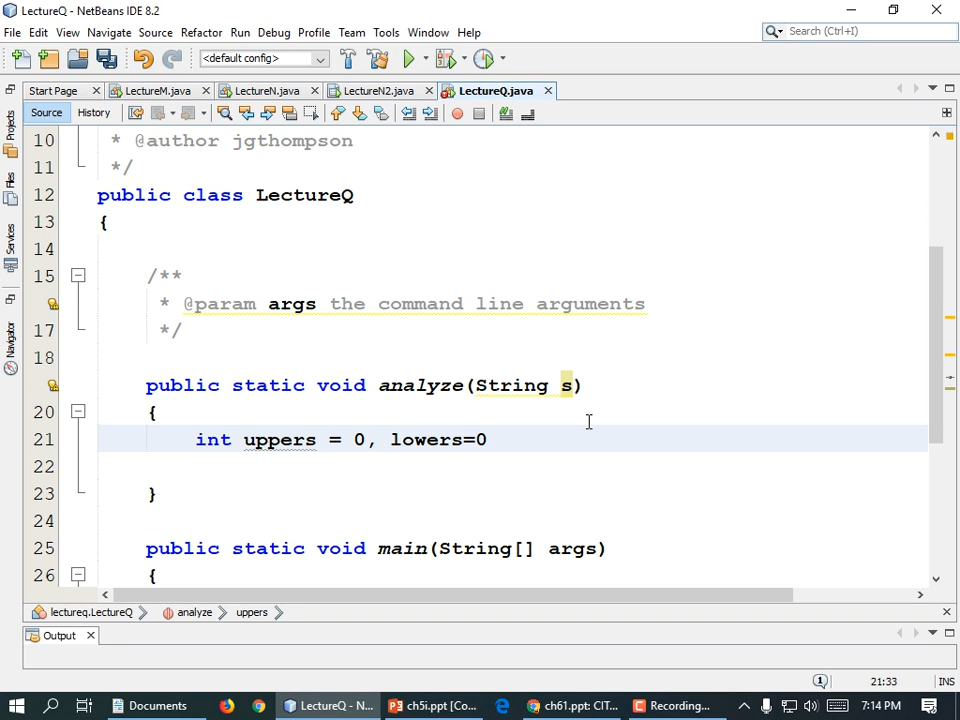 LectureQ - NetBeans IDE 8.2
File Edit View Navigate Source Refactor Run Debug Profile Team Tools Window Help
Search (Ctrl+I)
<default config>
Start Page LectureM.java LectureN.java LectureN2.java LectureQ.java
Source History
Projects
Files
Services
Navigator
10 * @author jgthompson
11 */
12 public class LectureQ
13 {
14
15 /**
* @param args the command line arguments
17 */
18
public static void analyze(String s)
20 {
21 int uppers = 0, lowers=0
22
23 }
24
25 public static void main(String[] args)
26 {
lectureq.LectureQ analyze uppers
Output
1 21:33 INS
Documents LectureQ - N... ch5i.ppt [Co... ch61.ppt: CIT... Recording... 7:14 PM